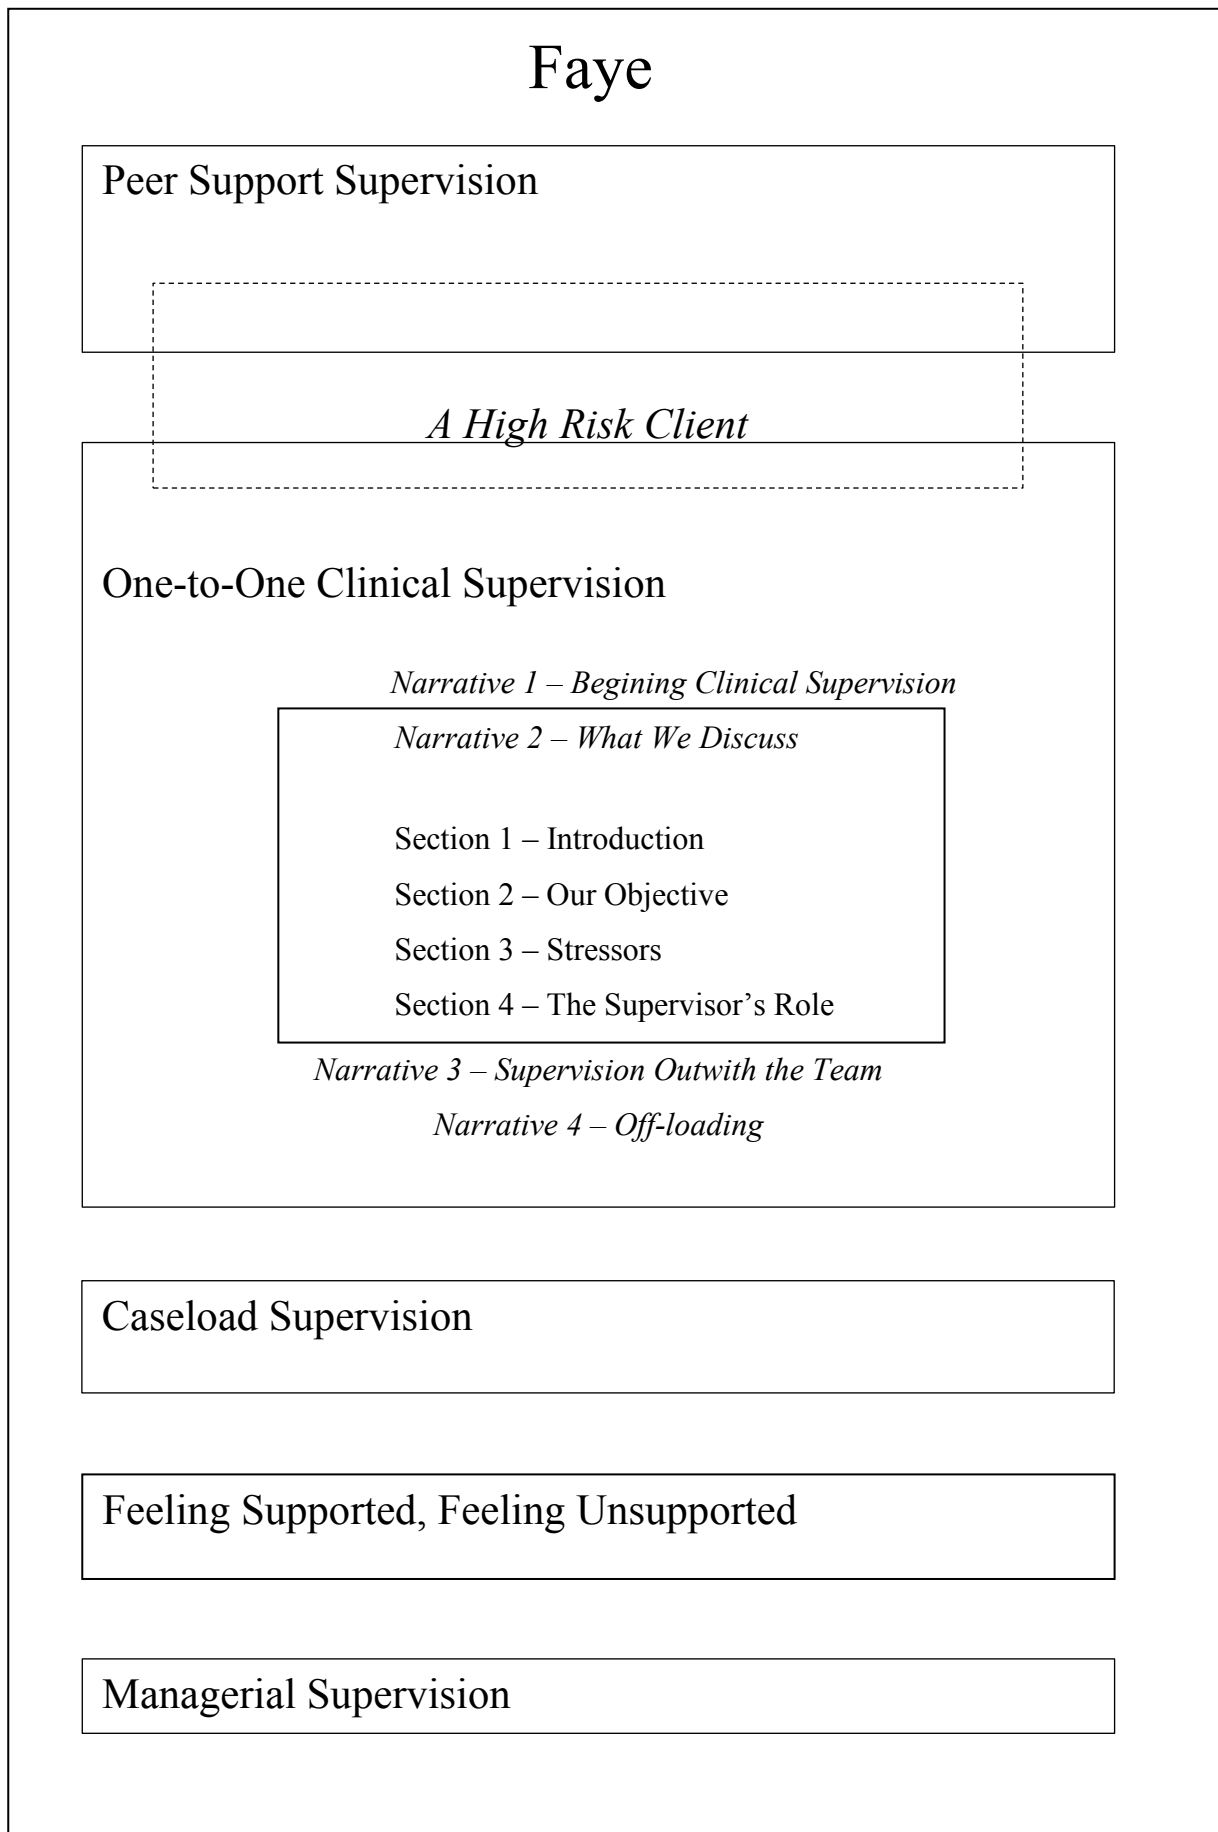 Faye
Peer Support Supervision
A High Risk Client
One-to-One Clinical Supervision
Narrative 1 – Begining Clinical Supervision
Narrative 2 – What We Discuss
Section 1 – Introduction
Section 2 – Our Objective
Section 3 – Stressors
Section 4 – The Supervisor’s Role
Narrative 3 – Supervision Outwith the Team
Narrative 4 – Off-loading
Caseload Supervision
Feeling Supported, Feeling Unsupported
Managerial Supervision